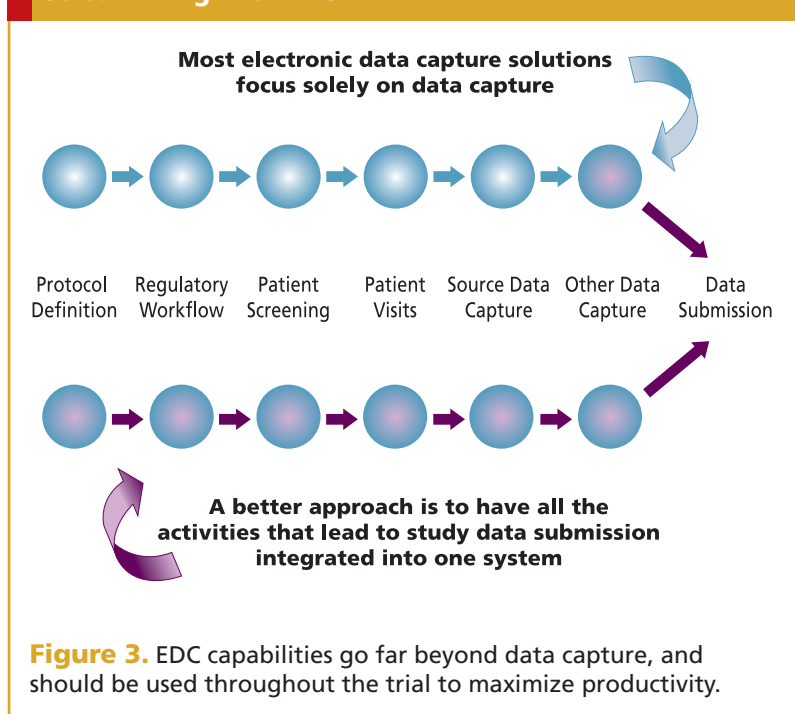 Most electronic data capture solutions
focus solely on data capture
Protocol Regulatory Patient Patient Source Data Other Data Data
Definition Workflow Screening Visits Capture Capture Submission
A better approach is to have all the
activities that lead to study data submission
integrated into one system
Figure 3. EDC capabilities go far beyond data capture, and
should be used throughout the trial to maximize productivity.